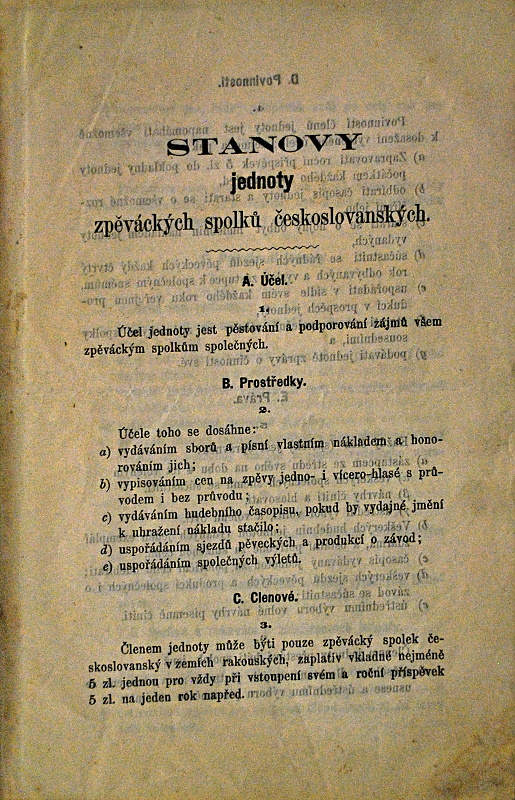 STANOVY
jednoty
zpěváckých spolků českoslovanských.
A. Účel.
1.
Účel jednoty jest pěstování a podporování zájmů všem
zpěváckým spolkům společných.
B. Prostředky.
2.
Účele toho se dosáhne:
a) vydáváním sborů a písní vlastním nákladem a hono-
rováním jich;
b) vypisováním cen na zpěvy jedno- i vícero-hlasé s prů-
vodem i bez průvodu;
c) vydáváním hudebního časopisu, pokud by vydajné jmění
k uhražení nákladu stačilo;
d) uspořádáním sjezdů pěveckých a produkcí o závod;
e) uspořádáním společných výletů.
C. Clenové.
3.
Členem jednoty může býti pouze zpěvácký spolek če-
skoslovanský v zemích rakouských, zaplativ vkladné nejméně
5 zl. jednou pro vždy při vstoupení svém a roční příspěvek
5 zl. na jeden rok napřed.